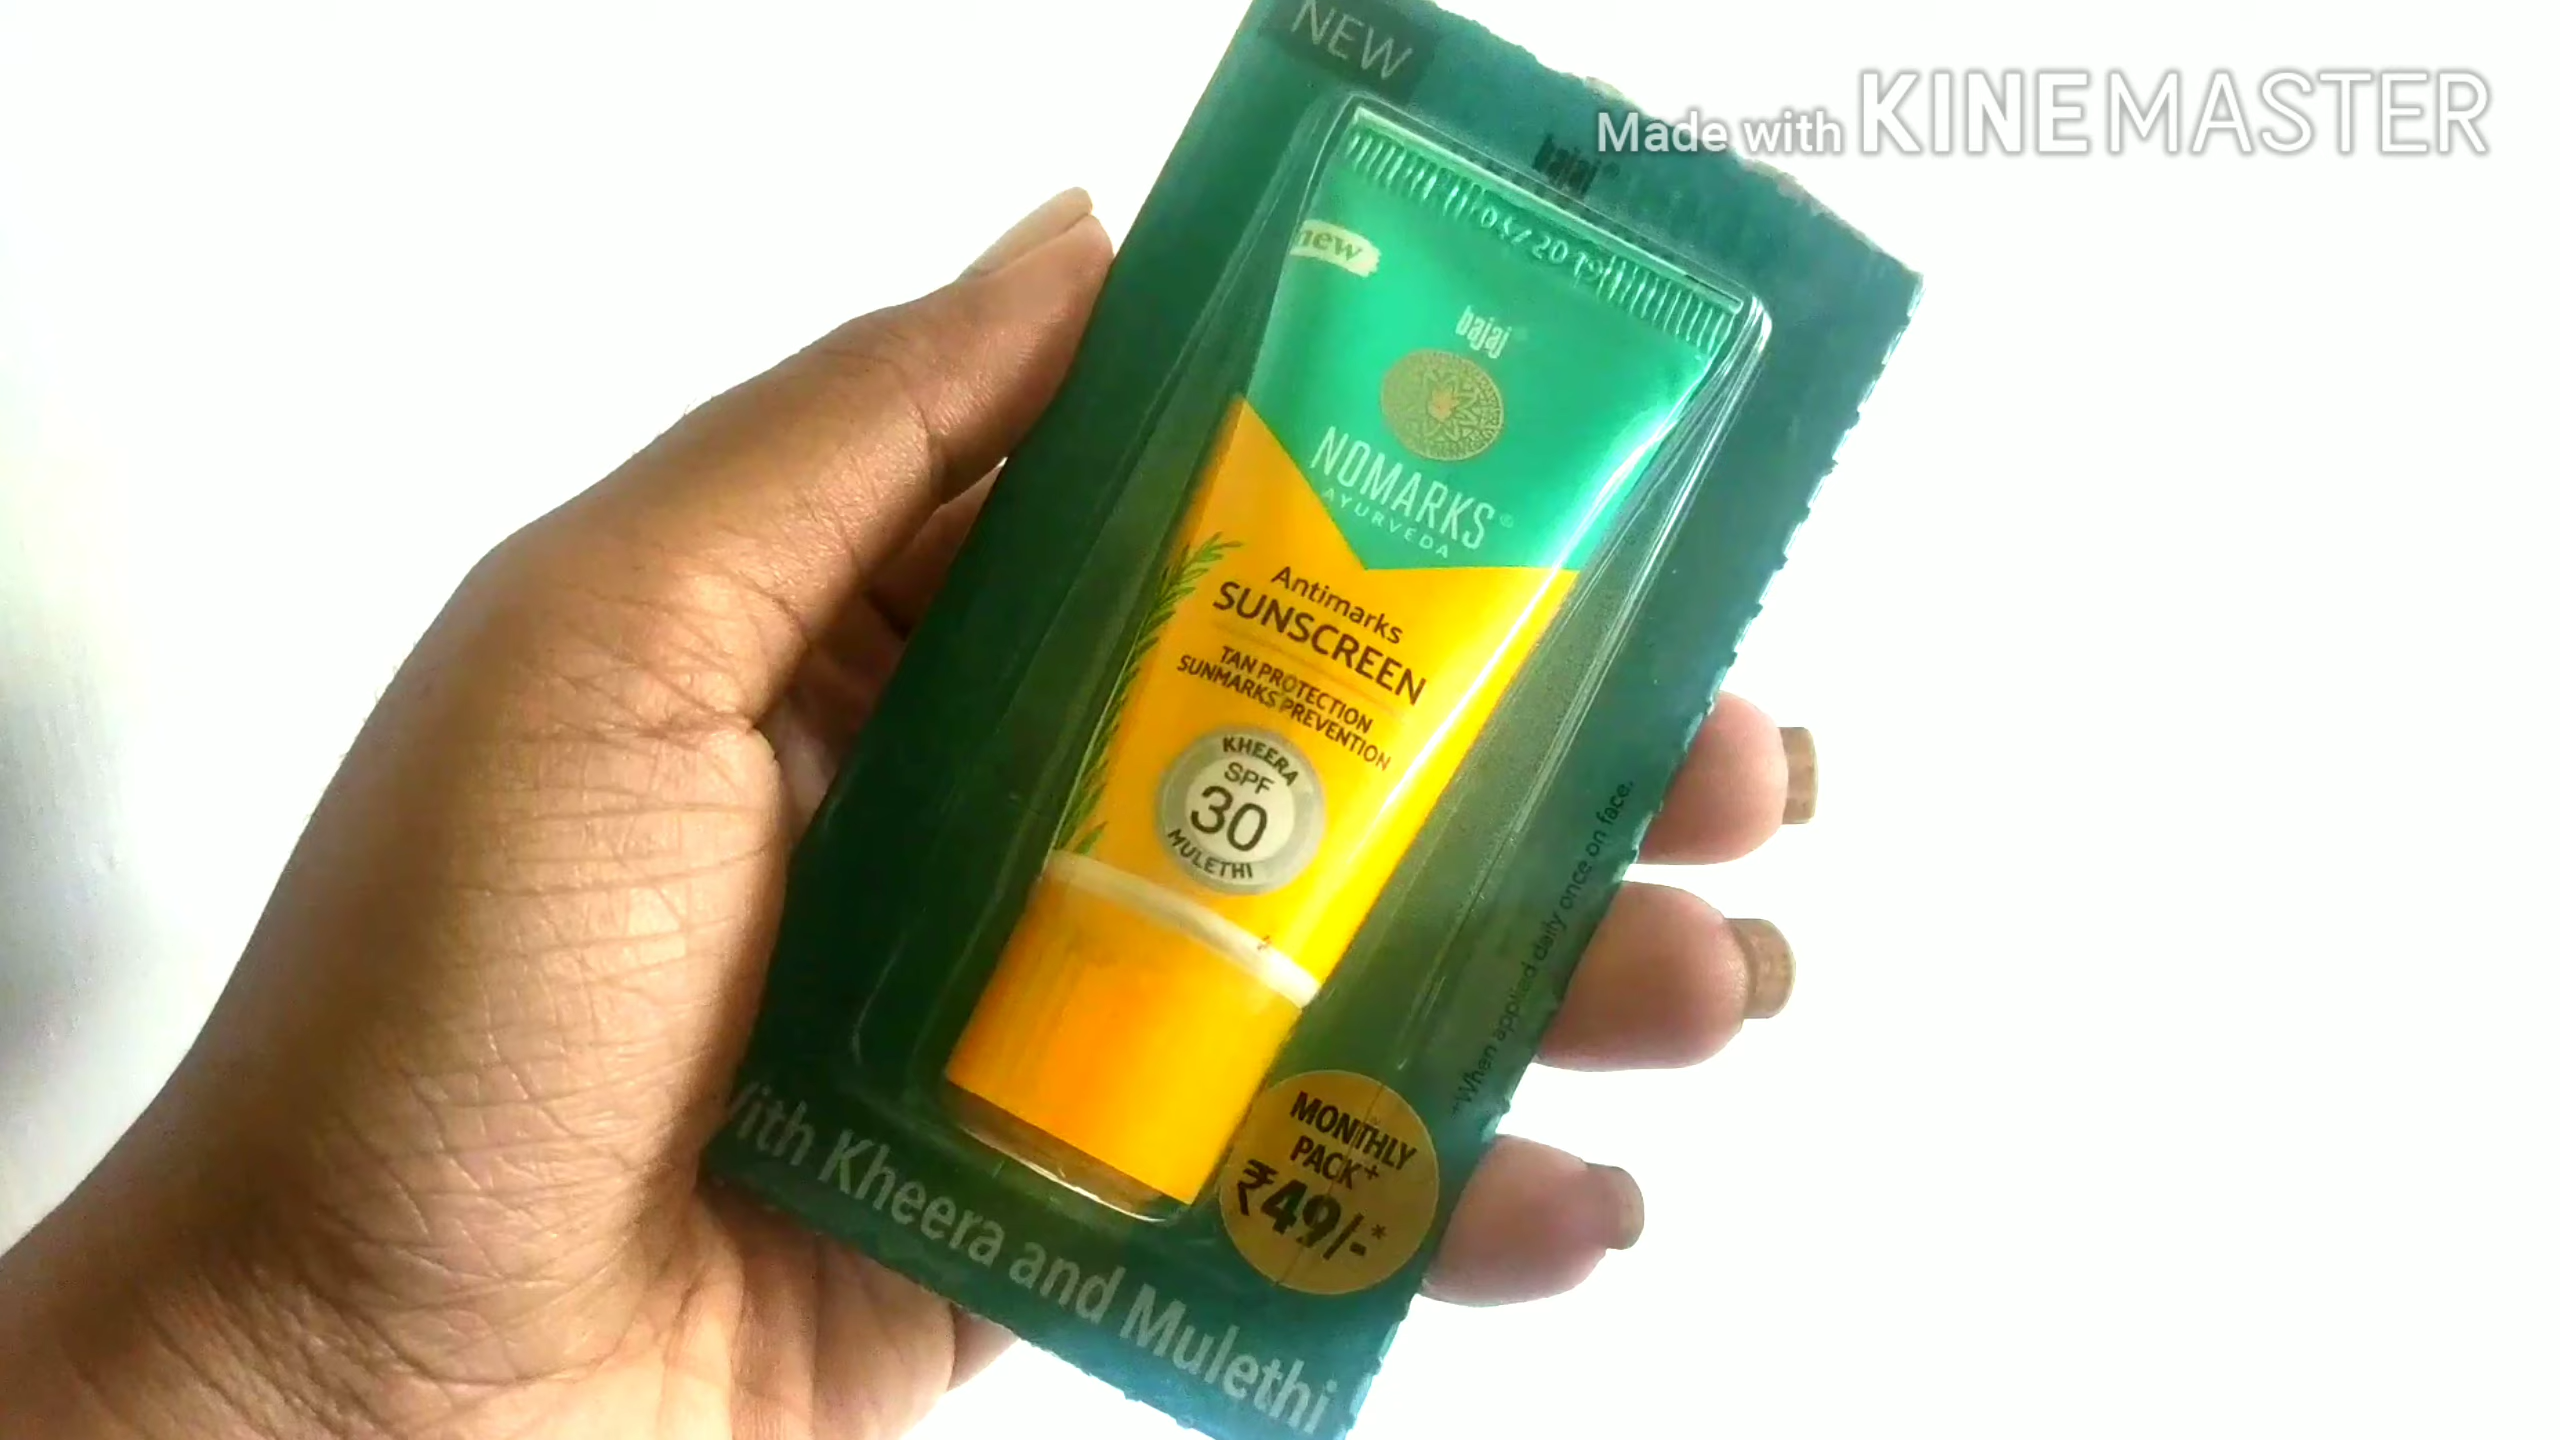 NEW
Made with KINEMASTER
bajaj
new
bajaj
NOMARKS®
AYURVEDA
Antimarks
SUNSCREEN
TAN PROTECTION
SUNMARKS PREVENTION
KHEERA
SPF
30
MULETHI
+When applied daily once on face.
MONTHLY
PACK+
₹49/-*
with Kheera and Mulethi